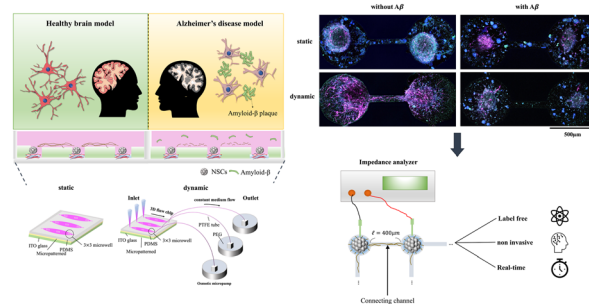 Healthy brain model
Alzheimer's disease model
Amyloid-β plaque
NSCs
Amyloid-β
static
ITO glass
Micropatterned
PDMS
3×3 microwell
dynamic
Inlet
3D flow chip
constant medium flow
Outlet
PTFE tube
PEG
ITO glass
Micropatterned
PDMS
3×3 microwell
Osmotic micropump
without Aβ
with Aβ
static
dynamic
500μm
Impedance analyzer
ℓ = 400μm
Connecting channel
Label free
non invasive
Real-time